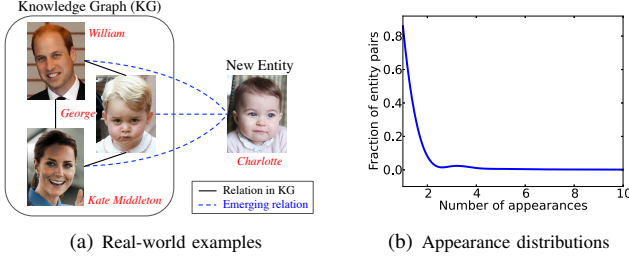 Knowledge Graph (KG)
William
George
Kate Middleton
New Entity
Charlotte
Relation in KG
Emerging relation
(a) Real-world examples
Fraction of entity pairs
0.8
0.6
0.4
0.2
0.0
2 4 6 8 10
Number of appearances
(b) Appearance distributions